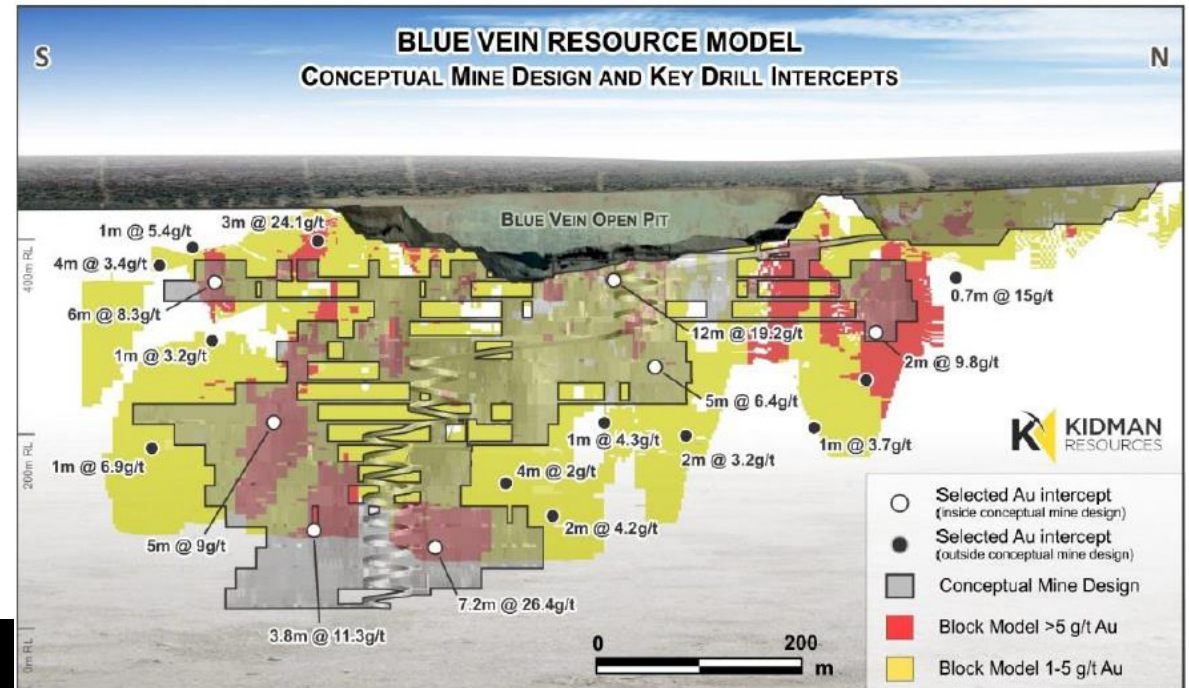 S
N
BLUE VEIN RESOURCE MODEL
CONCEPTUAL MINE DESIGN AND KEY DRILL INTERCEPTS
BLUE VEIN OPEN PIT
3m @ 24.1g/t
1m @ 5.4g/t
4m @ 3.4g/t
400m RL
6m @ 8.3g/t
0.7m @ 15g/t
12m @ 19.2g/t
1m @ 3.2g/t
2m @ 9.8g/t
5m @ 6.4g/t
1m @ 4.3g/t
1m @ 3.7g/t
KIDMAN
RESOURCES
200m RL
1m @ 6.9g/t
2m @ 3.2g/t
4m @ 2g/t
2m @ 4.2g/t
5m @ 9g/t
7.2m @ 26.4g/t
3.8m @ 11.3g/t
0m RL
0 200
m
Selected Au intercept
(inside conceptual mine design)
Selected Au intercept
(outside conceptual mine design)
Conceptual Mine Design
Block Model >5 g/t Au
Block Model 1-5 g/t Au